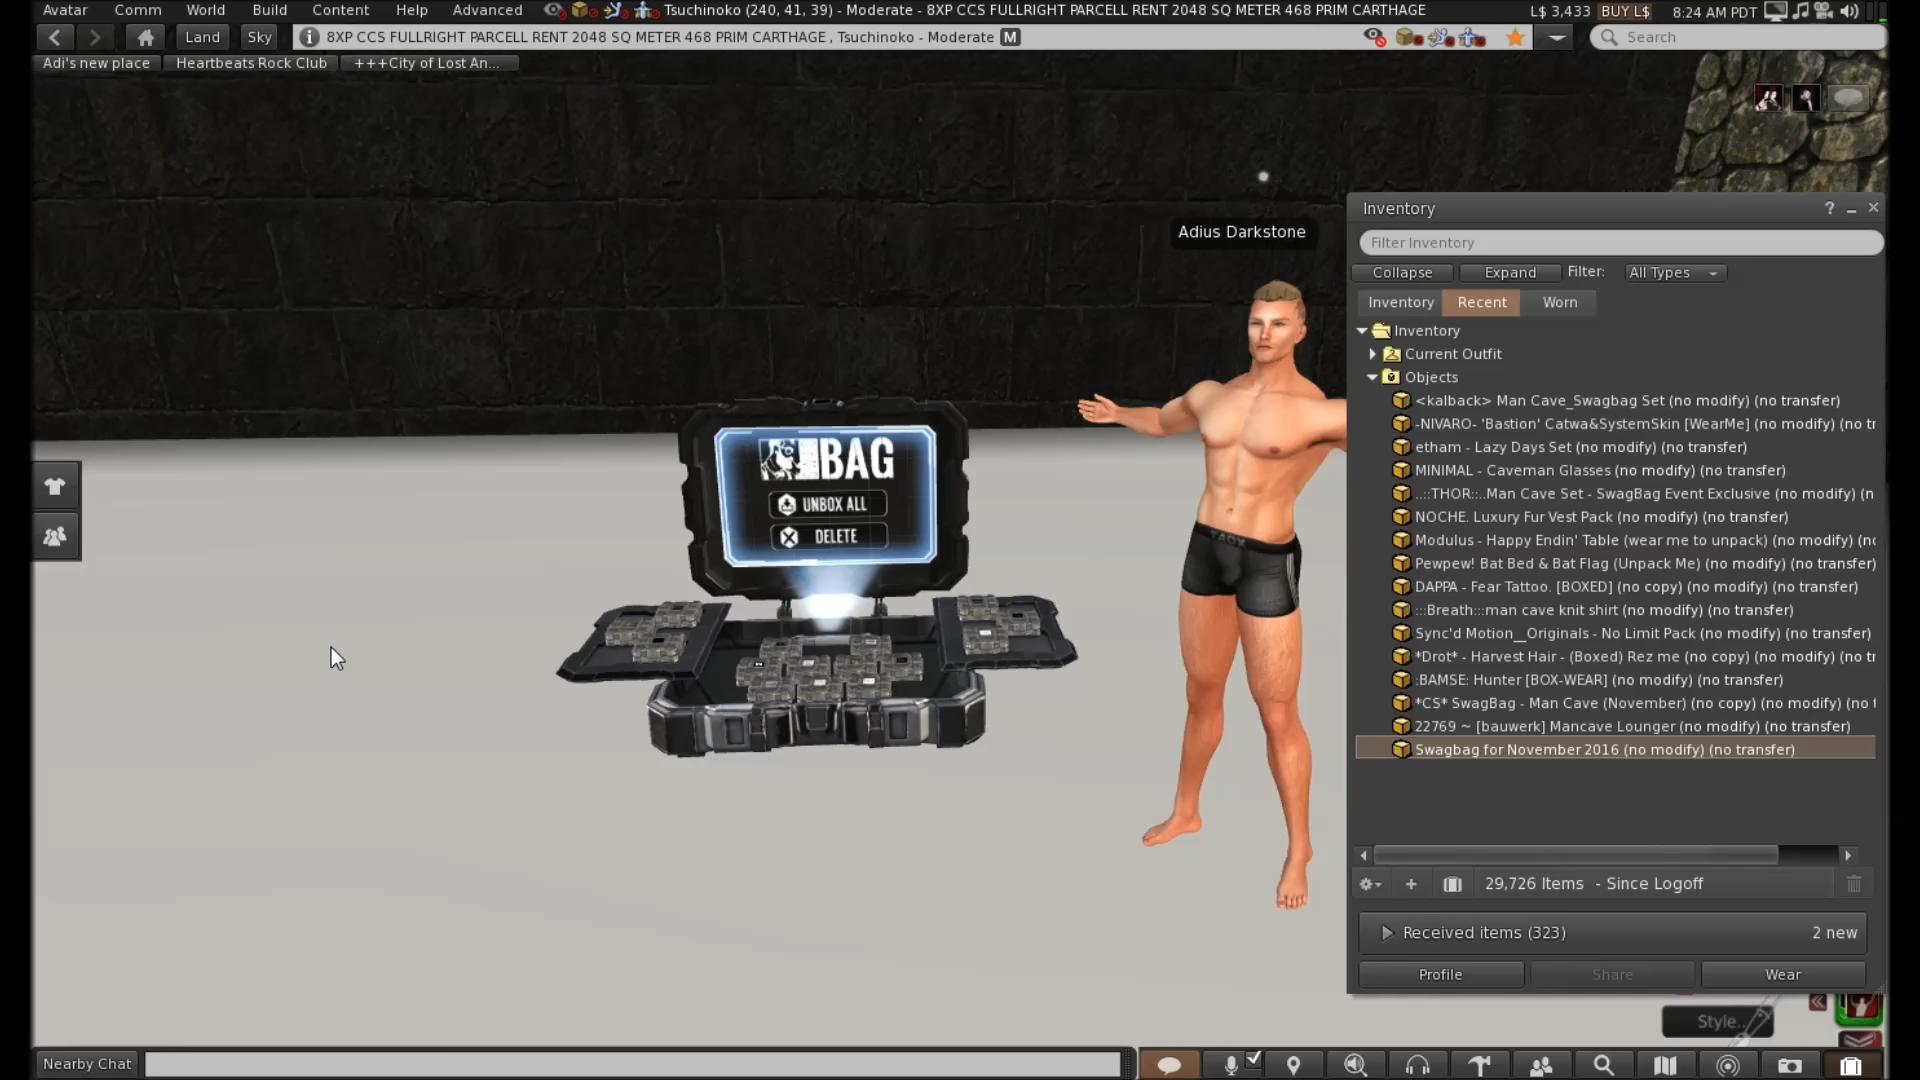 Avatar Comm World Build Content Help Advanced Tsuchinoko (240, 41, 39) - Moderate - 8XP CCS FULLRIGHT PARCELL RENT 2048 SQ METER 468 PRIM CARTHAGE L$ 3,433 BUY L$ 8:24 AM PDT
Land Sky 8XP CCS FULLRIGHT PARCELL RENT 2048 SQ METER 468 PRIM CARTHAGE , Tsuchinoko - Moderate M Search
Adi's new place Heartbeats Rock Club +++City of Lost An...
Adius Darkstone
BAG
UNBOX ALL
DELETE
Inventory ?
Filter Inventory
Collapse Expand Filter: All Types
Inventory Recent Worn
Inventory
Current Outfit
Objects
<kalback> Man Cave_Swagbag Set (no modify) (no transfer)
-NIVARO- 'Bastion' Catwa&SystemSkin [WearMe] (no modify) (no tr
etham - Lazy Days Set (no modify) (no transfer)
MINIMAL - Caveman Glasses (no modify) (no transfer)
..::THOR::..Man Cave Set - SwagBag Event Exclusive (no modify) (n
NOCHE. Luxury Fur Vest Pack (no modify) (no transfer)
Modulus - Happy Endin' Table (wear me to unpack) (no modify) (no
Pewpew! Bat Bed & Bat Flag (Unpack Me) (no modify) (no transfer)
DAPPA - Fear Tattoo. [BOXED] (no copy) (no modify) (no transfer)
:::Breath:::man cave knit shirt (no modify) (no transfer)
Sync'd Motion__Originals - No Limit Pack (no modify) (no transfer)
*Drot* - Harvest Hair - (Boxed) Rez me (no copy) (no modify) (no tr
:BAMSE: Hunter [BOX-WEAR] (no modify) (no transfer)
*CS* SwagBag - Man Cave (November) (no copy) (no modify) (no t
22769 ~ [bauwerk] Mancave Lounger (no modify) (no transfer)
Swagbag for November 2016 (no modify) (no transfer)
29,726 Items - Since Logoff
Received items (323) 2 new
Profile Share Wear
Style...
Nearby Chat